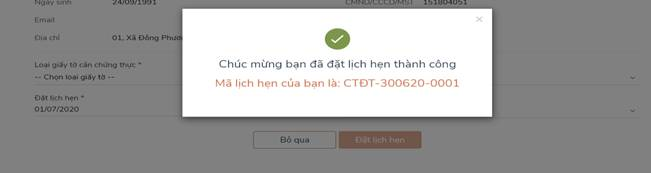 Ngày sinh 24/09/1991 CMND/CCCD/MST 151804051
×
Email
Địa chỉ 01, Xã Đồng Phươ
Chúc mừng bạn đã đặt lịch hẹn thành công
Loại giấy tờ cần chứng thực *
-- Chọn loại giấy tờ --
Mã lịch hẹn của bạn là: CTĐT-300620-0001
Đặt lịch hẹn *
01/07/2020
Bỏ qua Đặt lịch hẹn